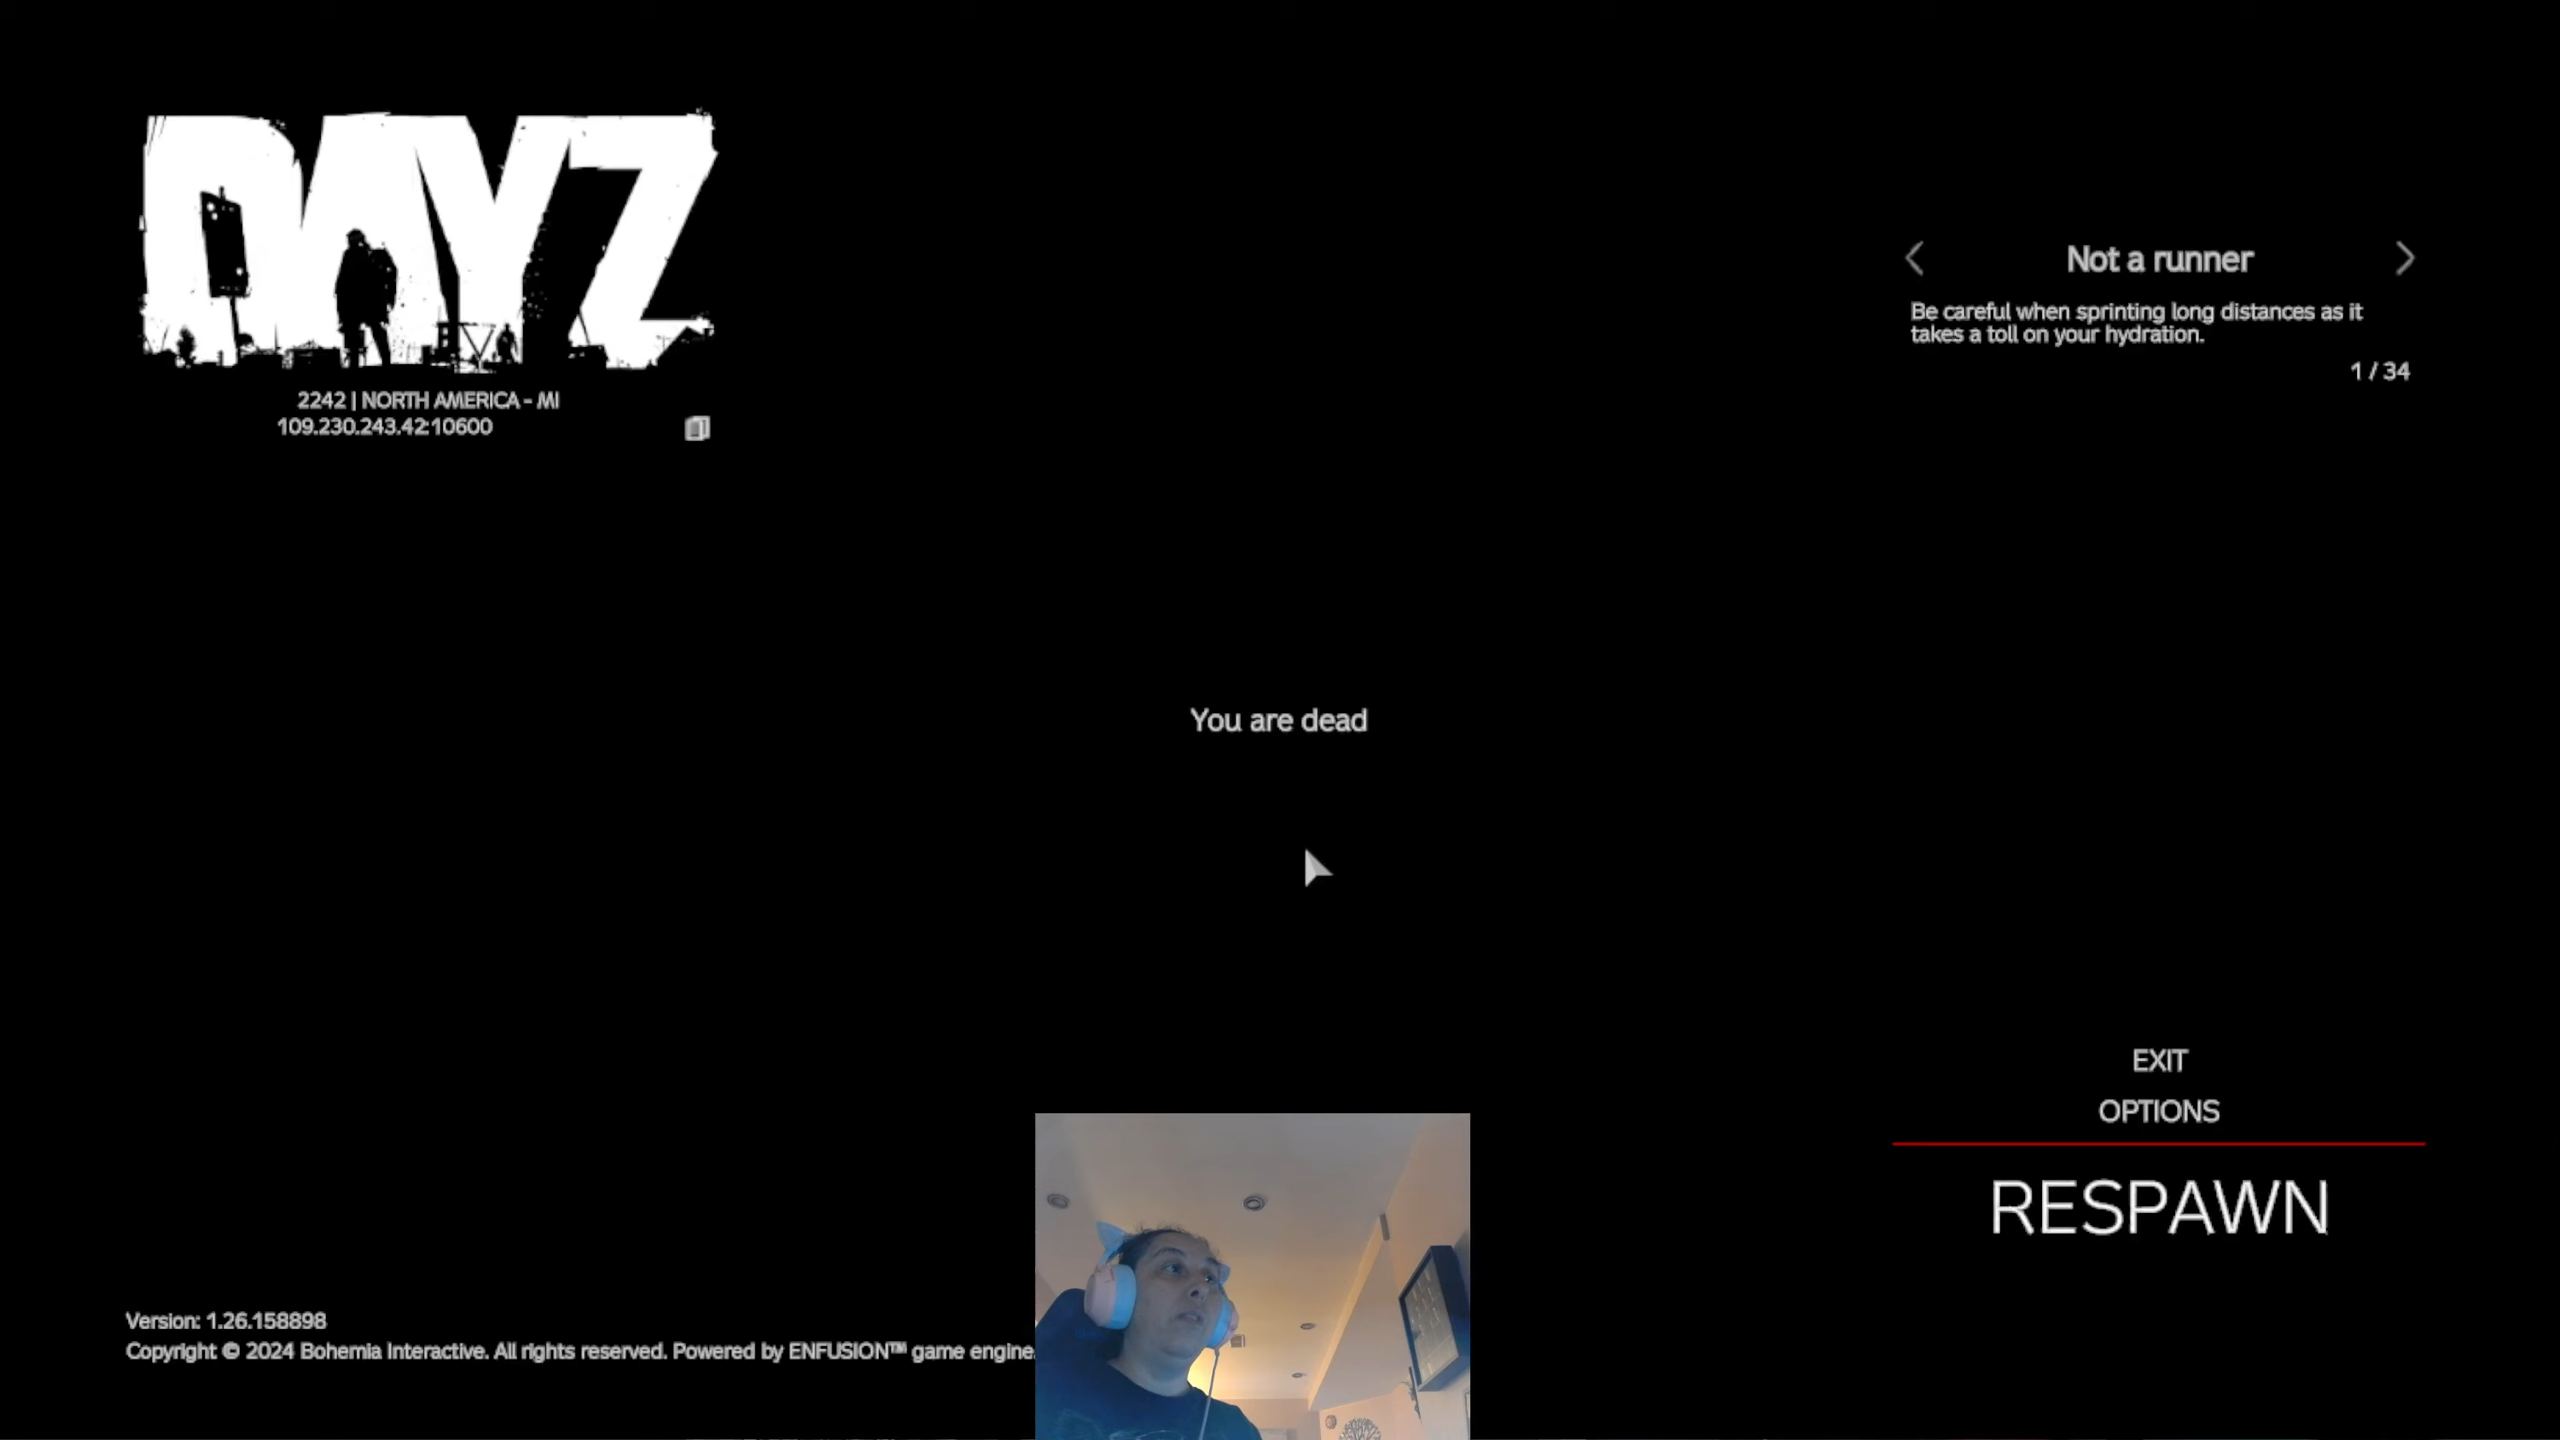 DAYZ
2242 | NORTH AMERICA - MI
109.230.243.42:10600
Not a runner
Be careful when sprinting long distances as it
takes a toll on your hydration.
1 / 34
You are dead
EXIT
OPTIONS
RESPAWN
Version: 1.26.158898
Copyright © 2024 Bohemia Interactive. All rights reserved. Powered by ENFUSION™ game engine.